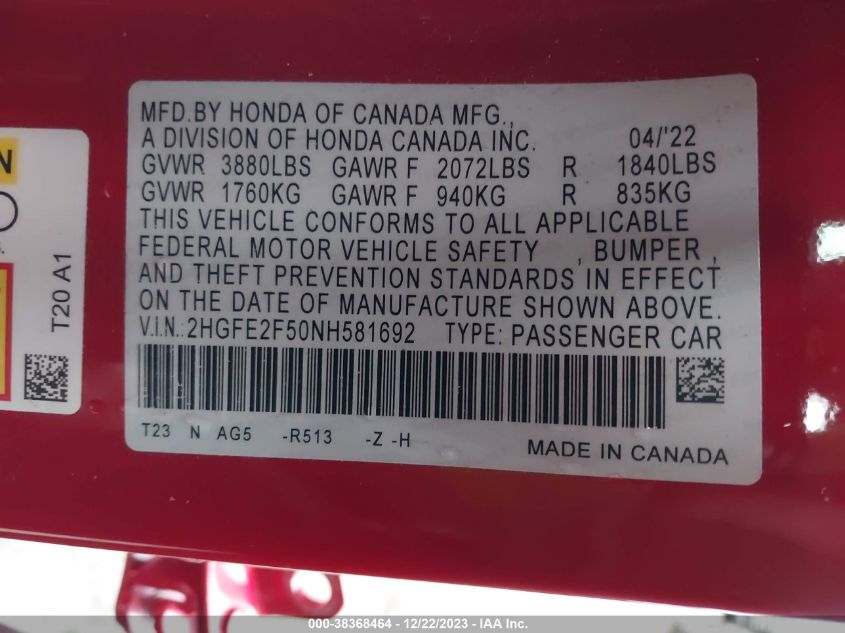 MFD.BY HONDA OF CANADA MFG.,
A DIVISION OF HONDA CANADA INC. 04/'22
GVWR 3880LBS GAWR F 2072LBS R 1840LBS
GVWR 1760KG GAWR F 940KG R 835KG
THIS VEHICLE CONFORMS TO ALL APPLICABLE
FEDERAL MOTOR VEHICLE SAFETY , BUMPER ,
AND THEFT PREVENTION STANDARDS IN EFFECT
ON THE DATE OF MANUFACTURE SHOWN ABOVE.
V.I.N.:2HGFE2F50NH581692 TYPE: PASSENGER CAR
T23 N AG5 -R513 -Z -H
MADE IN CANADA
N
T20 A1
000-38368464 - 12/22/2023 - IAA Inc.